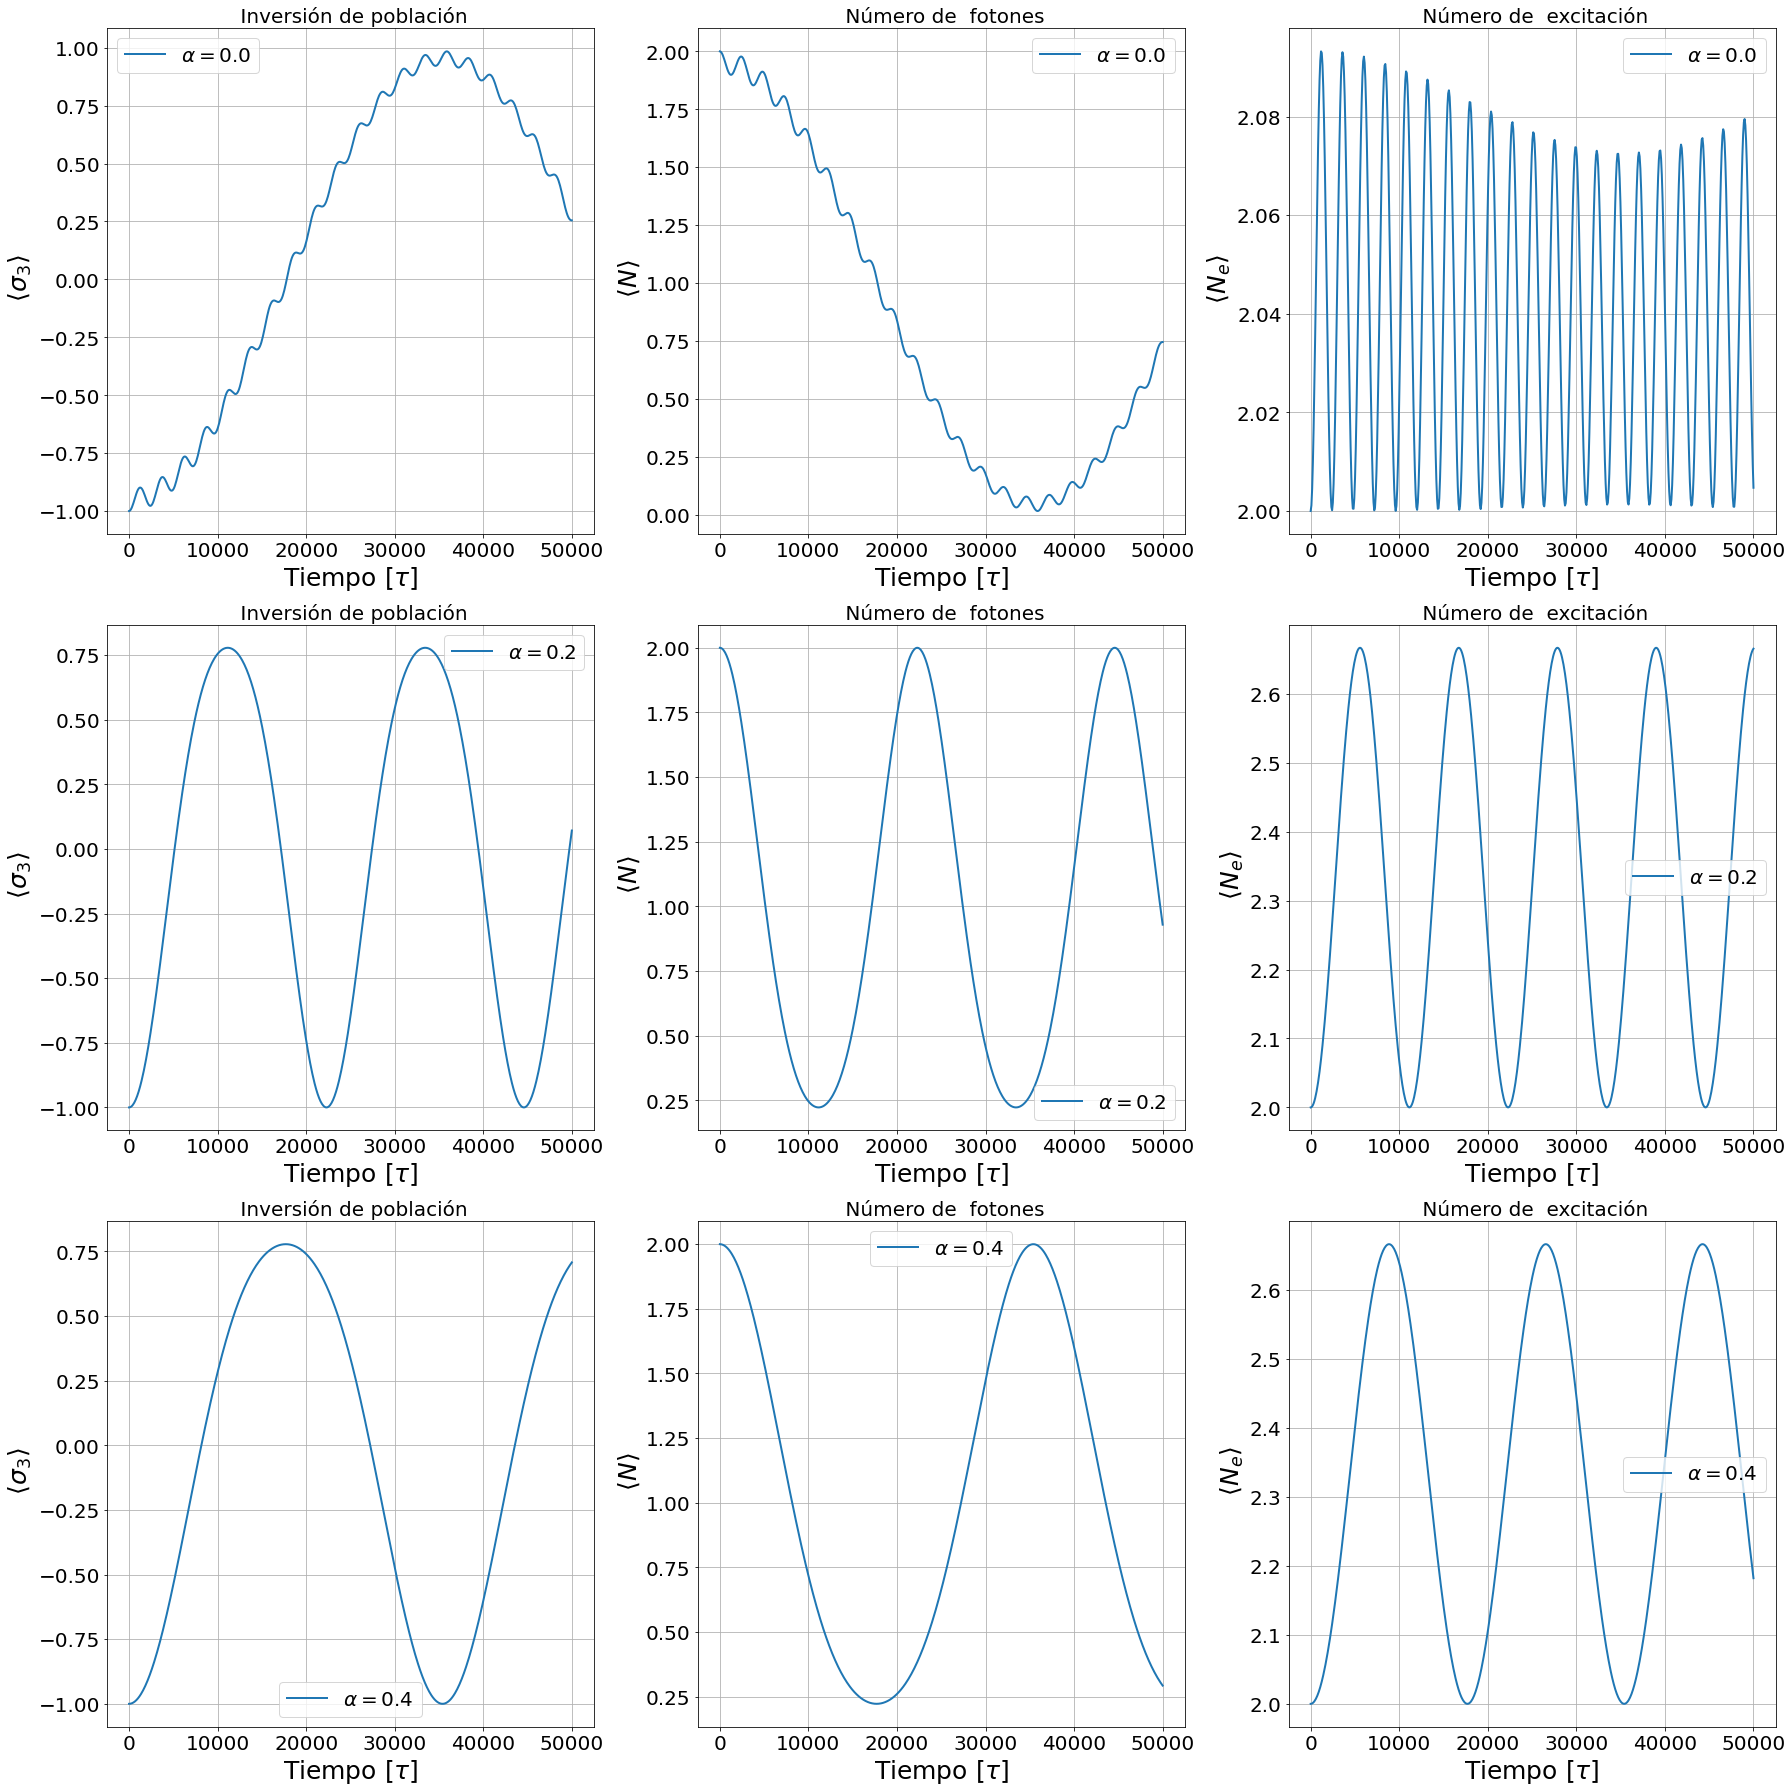 Inversión de población
α = 0.0
1.00
0.75
0.50
0.25
0.00
−0.25
−0.50
−0.75
−1.00
⟨σ₃⟩
0 10000 20000 30000 40000 50000
Tiempo [τ]
Número de  fotones
α = 0.0
2.00
1.75
1.50
1.25
1.00
0.75
0.50
0.25
0.00
⟨N⟩
0 10000 20000 30000 40000 50000
Tiempo [τ]
Número de  excitación
α = 0.0
2.08
2.06
2.04
2.02
2.00
⟨Nₑ⟩
0 10000 20000 30000 40000 50000
Tiempo [τ]
Inversión de población
α = 0.2
0.75
0.50
0.25
0.00
−0.25
−0.50
−0.75
−1.00
⟨σ₃⟩
0 10000 20000 30000 40000 50000
Tiempo [τ]
Número de  fotones
2.00
1.75
1.50
1.25
1.00
0.75
0.50
0.25
⟨N⟩
α = 0.2
0 10000 20000 30000 40000 50000
Tiempo [τ]
Número de  excitación
2.6
2.5
2.4
2.3
2.2
2.1
2.0
⟨Nₑ⟩
α = 0.2
0 10000 20000 30000 40000 50000
Tiempo [τ]
Inversión de población
0.75
0.50
0.25
0.00
−0.25
−0.50
−0.75
−1.00
⟨σ₃⟩
α = 0.4
0 10000 20000 30000 40000 50000
Tiempo [τ]
Número de  fotones
α = 0.4
2.00
1.75
1.50
1.25
1.00
0.75
0.50
0.25
⟨N⟩
0 10000 20000 30000 40000 50000
Tiempo [τ]
Número de  excitación
2.6
2.5
2.4
2.3
2.2
2.1
2.0
⟨Nₑ⟩
α = 0.4
0 10000 20000 30000 40000 50000
Tiempo [τ]